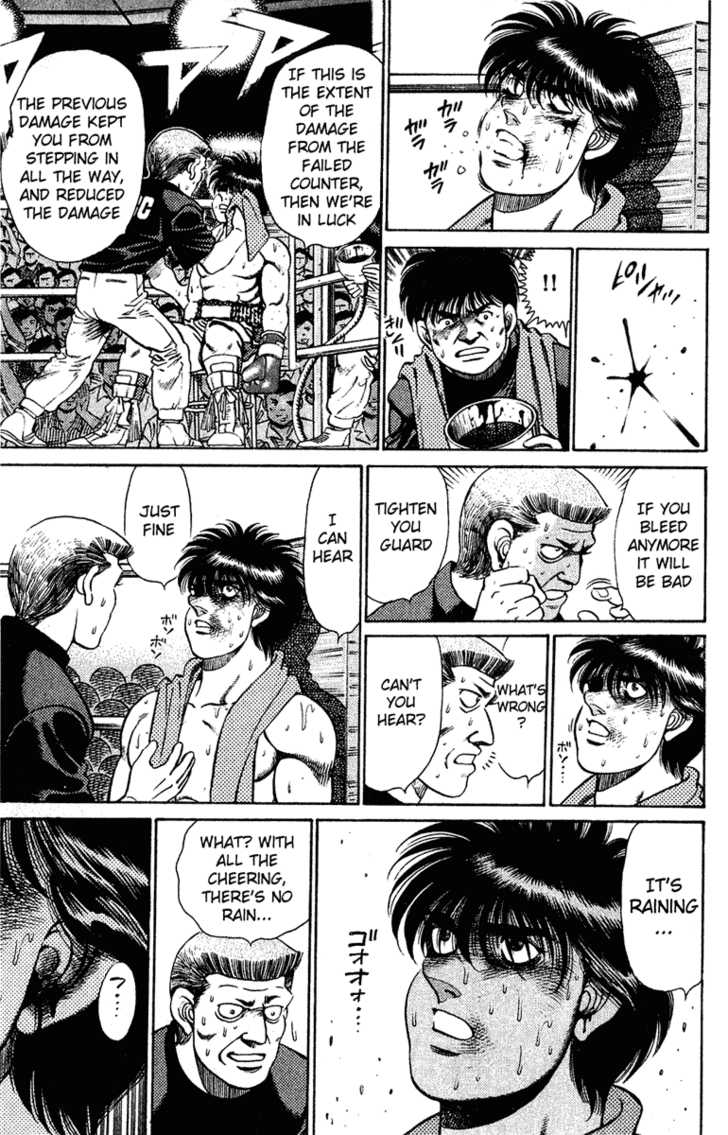 ガラ
ガラ
ガラ
!!
IF THIS IS
THE EXTENT
OF THE
DAMAGE
FROM THE
FAILED
COUNTER,
THEN WE'RE
IN LUCK
THE PREVIOUS
DAMAGE KEPT
YOU FROM
STEPPING IN
ALL THE WAY,
AND REDUCED
THE DAMAGE
IF YOU
BLEED
ANYMORE
IT WILL
BE BAD
TIGHTEN
YOU
GUARD
WHAT'S
WRONG
?
CAN'T
YOU
HEAR?
I
CAN
HEAR
JUST
FINE
IT'S
RAINING
...
ゴオオオ…
WHAT? WITH
ALL THE
CHEERING,
THERE'S NO
RAIN...
?...